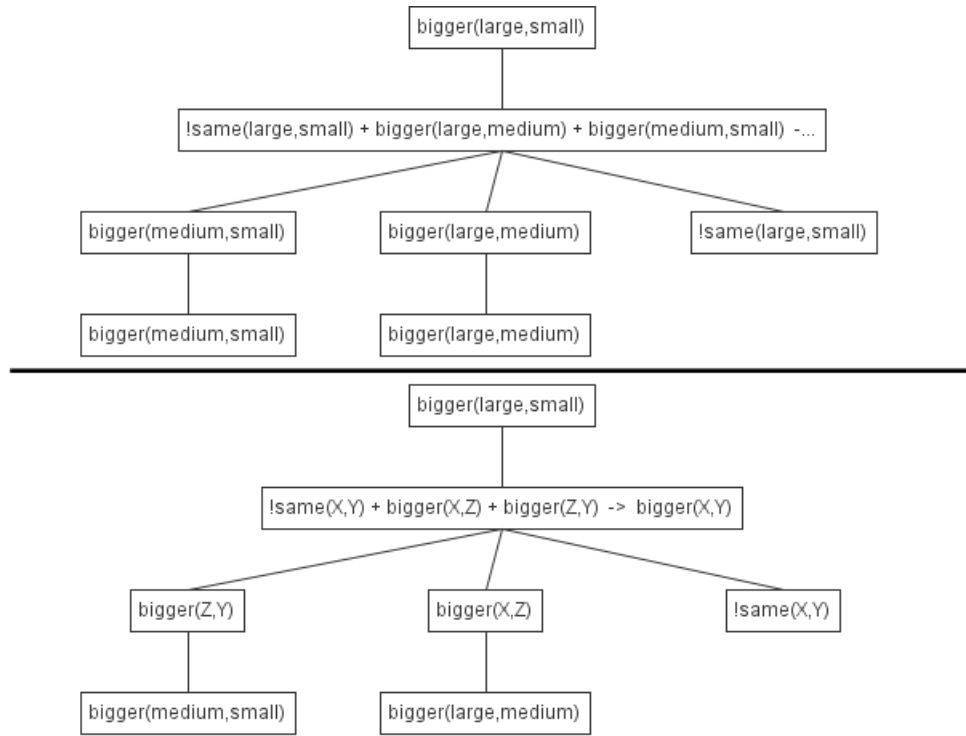 bigger(large,small)
!same(large,small) + bigger(large,medium) + bigger(medium,small) -...
bigger(medium,small)
bigger(large,medium)
!same(large,small)
bigger(medium,small)
bigger(large,medium)
bigger(large,small)
!same(X,Y) + bigger(X,Z) + bigger(Z,Y) -> bigger(X,Y)
bigger(Z,Y)
bigger(X,Z)
!same(X,Y)
bigger(medium,small)
bigger(large,medium)